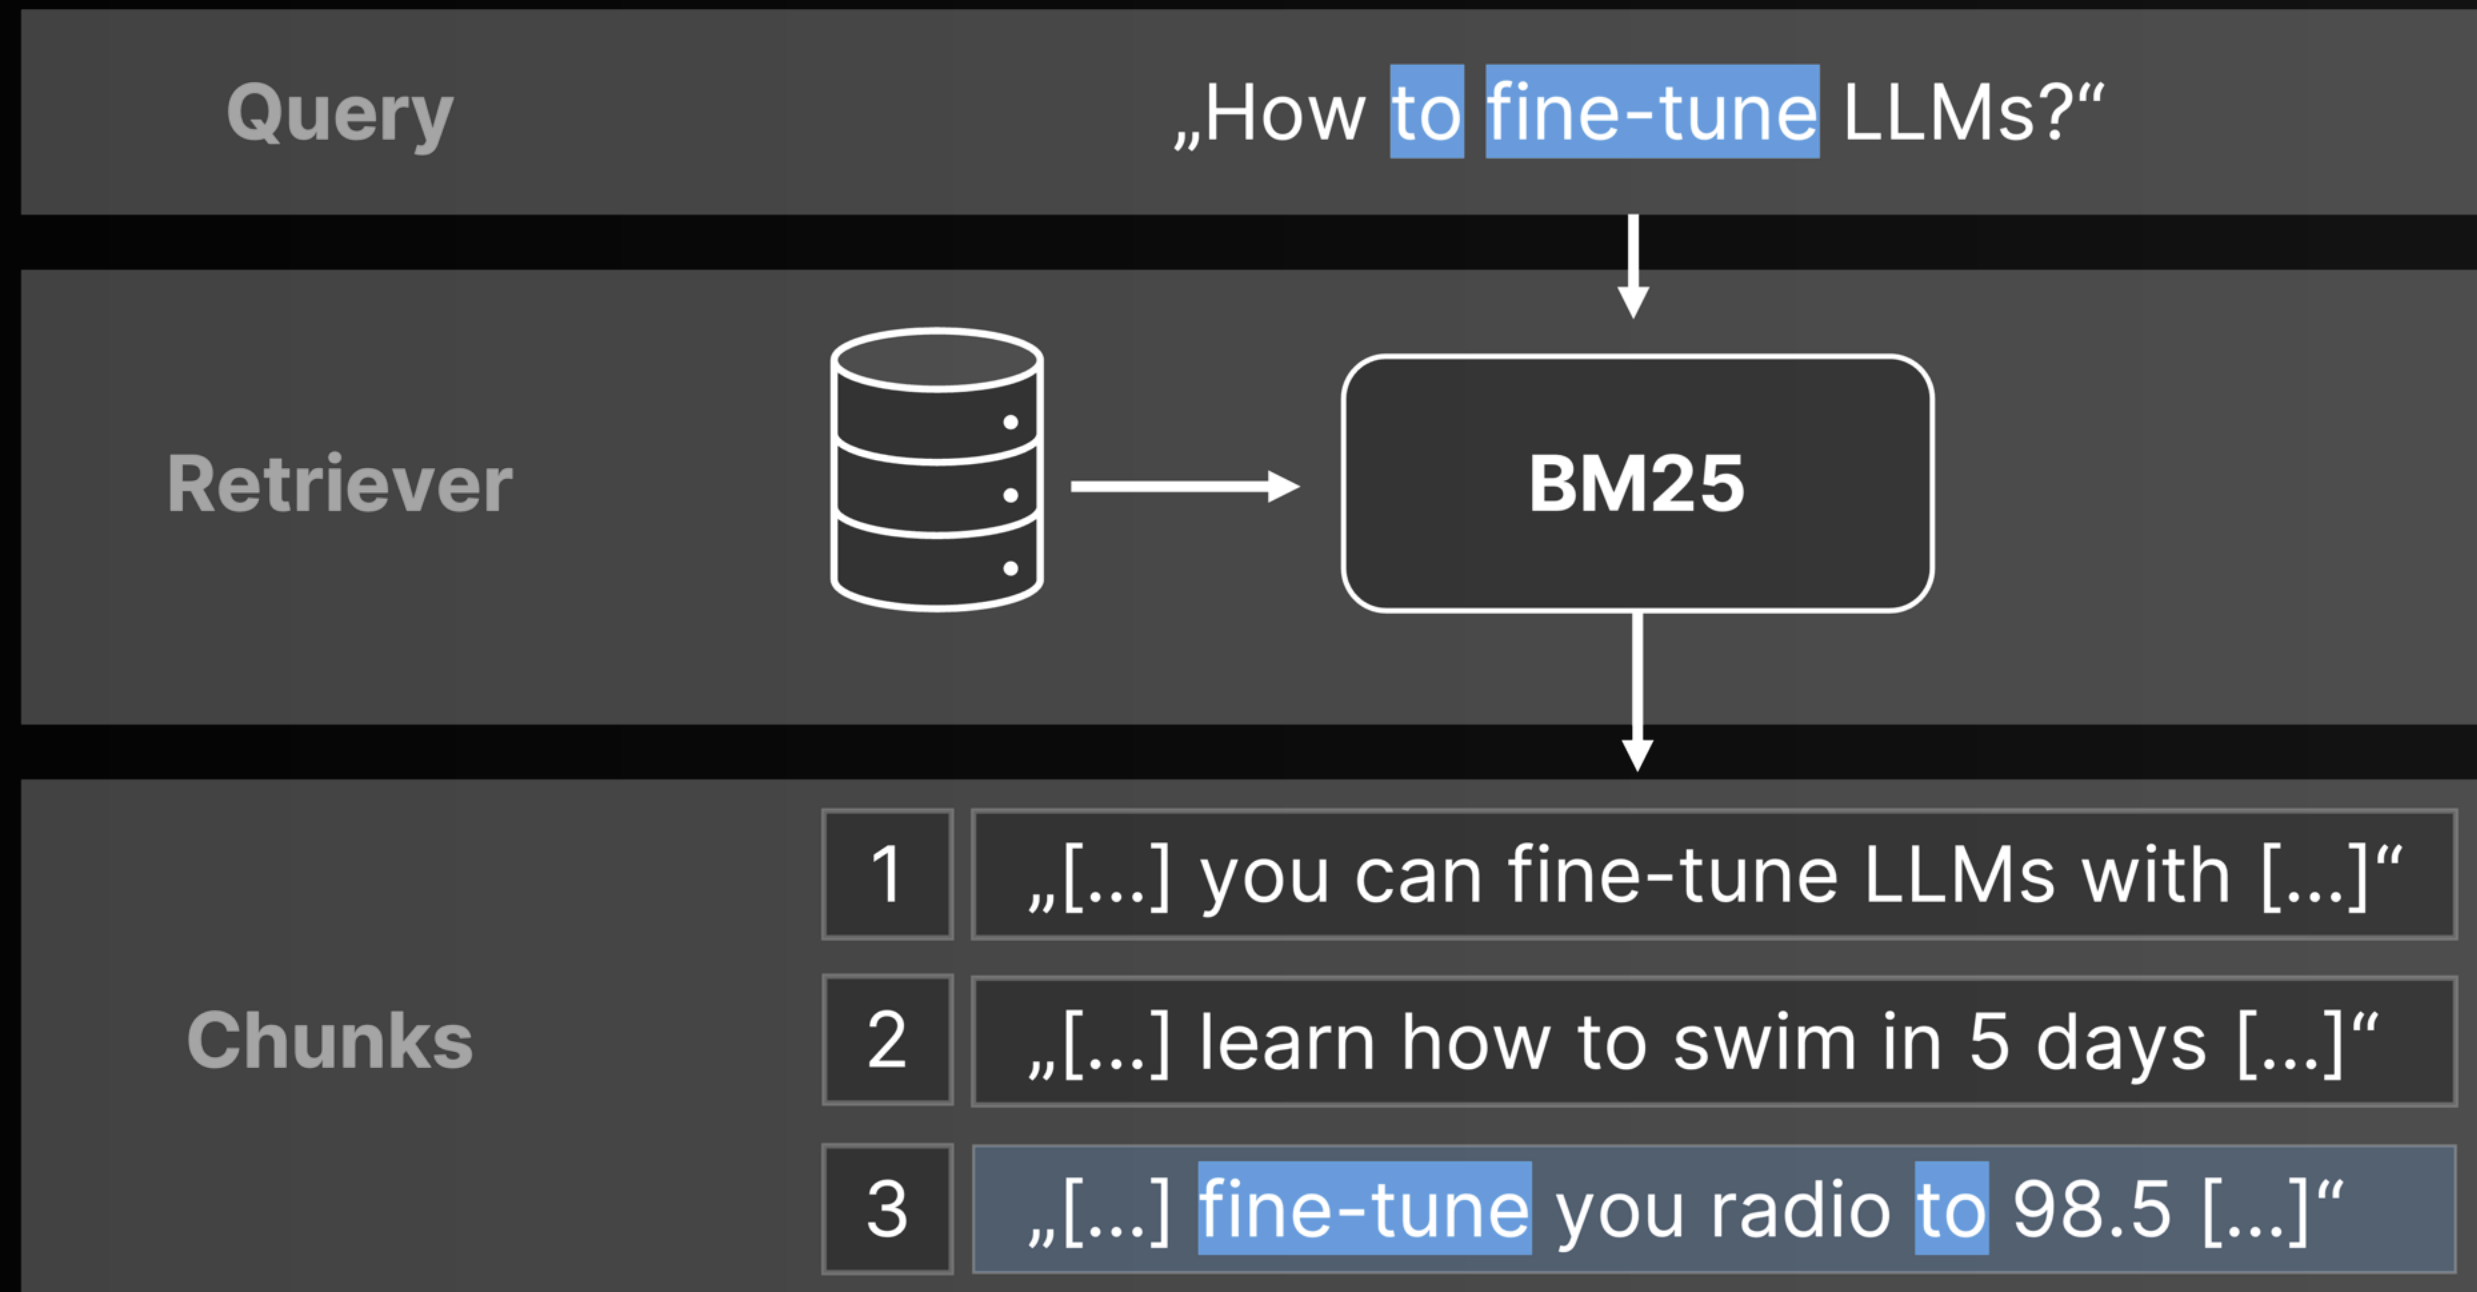 Query
„How to fine-tune LLMs?“
Retriever
BM25
Chunks
1 „[...] you can fine-tune LLMs with [...]“
2 „[...] learn how to swim in 5 days [...]“
3 „[...] fine-tune you radio to 98.5 [...]“